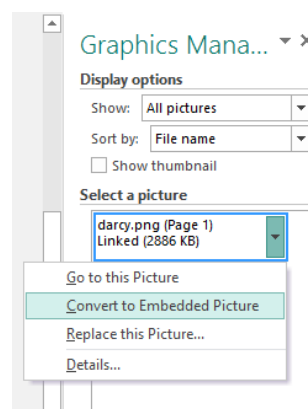 Graphics Mana...
Display options
Show: All pictures
Sort by: File name
Show thumbnail
Select a picture
darcy.png (Page 1)
Linked (2886 KB)
Go to this Picture
Convert to Embedded Picture
Replace this Picture...
Details...